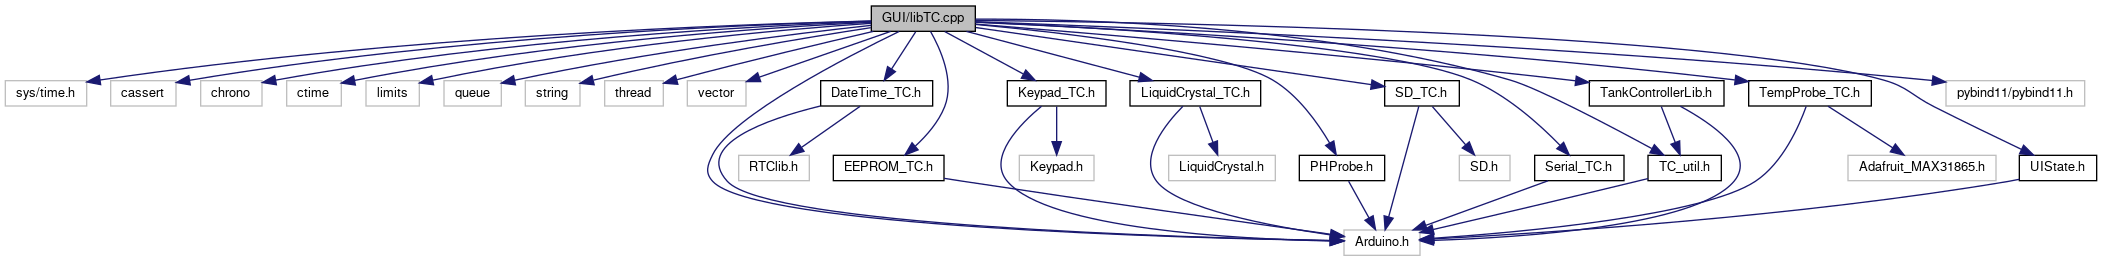 GUI/libTC.cpp
sys/time.h
cassert
chrono
ctime
limits
queue
string
thread
vector
DateTime_TC.h
Keypad_TC.h
LiquidCrystal_TC.h
SD_TC.h
TankControllerLib.h
TempProbe_TC.h
pybind11/pybind11.h
RTClib.h
EEPROM_TC.h
Keypad.h
LiquidCrystal.h
PHProbe.h
SD.h
Serial_TC.h
TC_util.h
Adafruit_MAX31865.h
UIState.h
Arduino.h